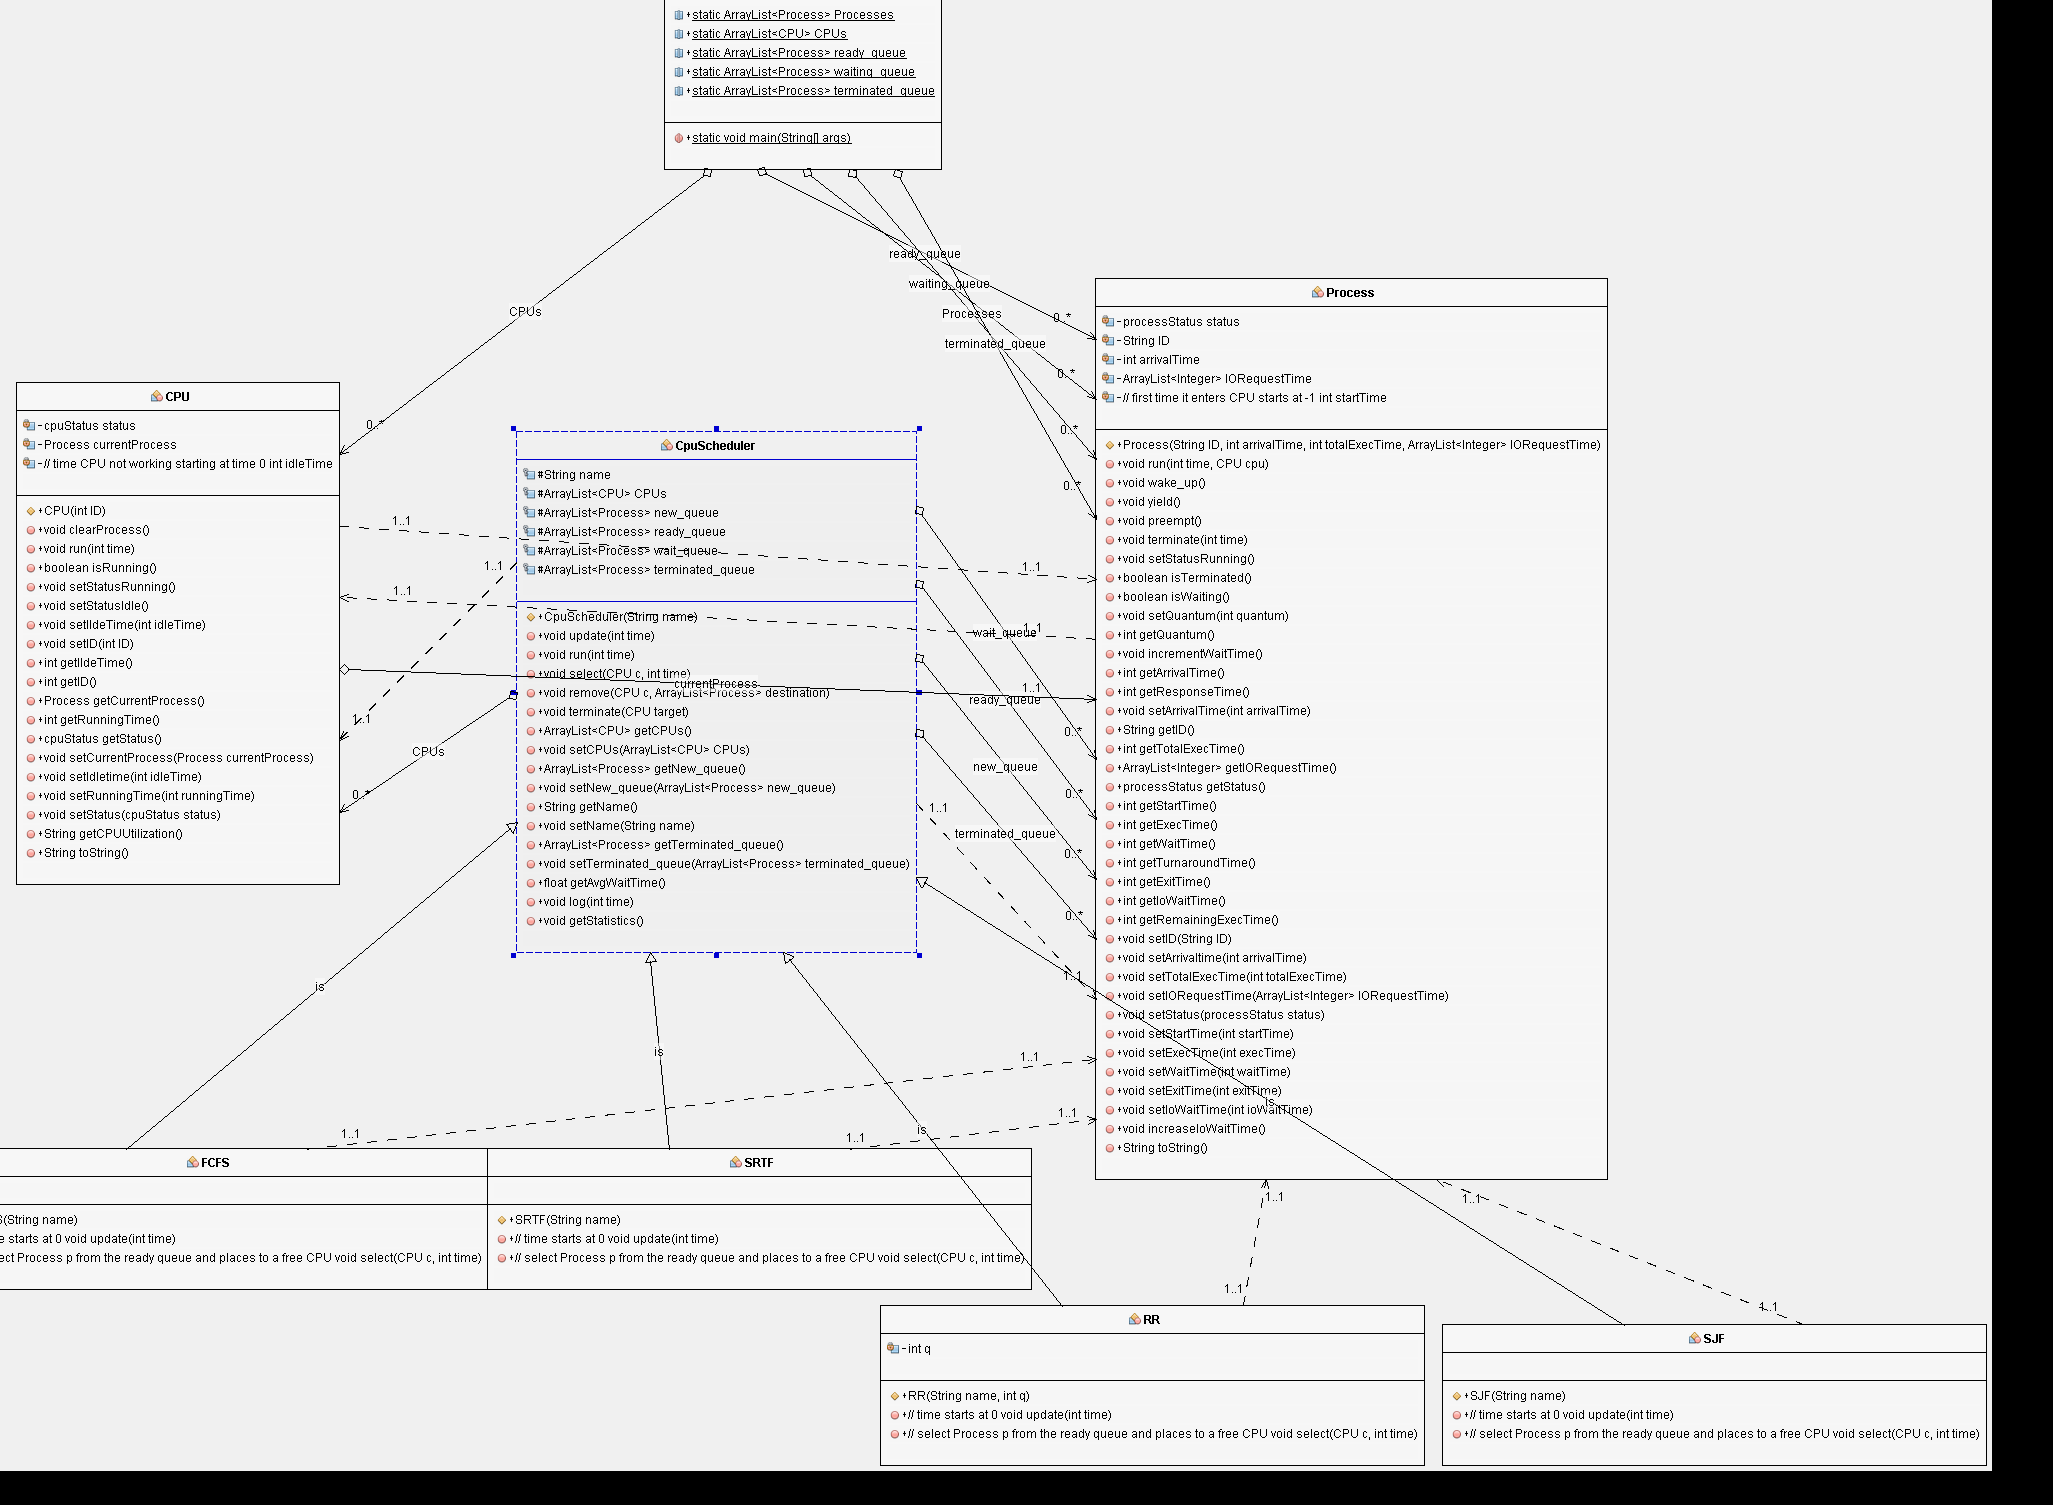 +static ArrayList<Process> Processes
+static ArrayList<CPU> CPUs
+static ArrayList<Process> ready_queue
+static ArrayList<Process> waiting_queue
+static ArrayList<Process> terminated_queue
+static void main(String[] args)
ready_queue
waiting_queue
Processes
terminated_queue
CPUs
0..*
0..*
0..*
0..*
0..*
Process
-processStatus status
-String ID
-int arrivalTime
-ArrayList<Integer> IORequestTime
-// first time it enters CPU starts at -1 int startTime
+Process(String ID, int arrivalTime, int totalExecTime, ArrayList<Integer> IORequestTime)
+void run(int time, CPU cpu)
+void wake_up()
+void yield()
+void preempt()
+void terminate(int time)
+void setStatusRunning()
+boolean isTerminated()
+boolean isWaiting()
+void setQuantum(int quantum)
+int getQuantum()
+void incrementWaitTime()
+int getArrivalTime()
+int getResponseTime()
+void setArrivalTime(int arrivalTime)
+String getID()
+int getTotalExecTime()
+ArrayList<Integer> getIORequestTime()
+processStatus getStatus()
+int getStartTime()
+int getExecTime()
+int getWaitTime()
+int getTurnaroundTime()
+int getExitTime()
+int getIoWaitTime()
+int getRemainingExecTime()
+void setID(String ID)
+void setArrivaltime(int arrivalTime)
+void setTotalExecTime(int totalExecTime)
+void setIORequestTime(ArrayList<Integer> IORequestTime)
+void setStatus(processStatus status)
+void setStartTime(int startTime)
+void setExecTime(int execTime)
+void setWaitTime(int waitTime)
+void setExitTime(int exitTime)
+void setIoWaitTime(int ioWaitTime)
+void increaseIoWaitTime()
+String toString()
CPU
-cpuStatus status
-Process currentProcess
-// time CPU not working starting at time 0 int idleTime
+CPU(int ID)
+void clearProcess()
+void run(int time)
+boolean isRunning()
+void setStatusRunning()
+void setStatusIdle()
+void setIldeTime(int idleTime)
+void setID(int ID)
+int getIldeTime()
+int getID()
+Process getCurrentProcess()
+int getRunningTime()
+cpuStatus getStatus()
+void setCurrentProcess(Process currentProcess)
+void setIdletime(int idleTime)
+void setRunningTime(int runningTime)
+void setStatus(cpuStatus status)
+String getCPUUtilization()
+String toString()
CpuScheduler
#String name
#ArrayList<CPU> CPUs
#ArrayList<Process> new_queue
#ArrayList<Process> ready_queue
#ArrayList<Process> wait_queue
#ArrayList<Process> terminated_queue
+CpuScheduler(String name)
+void update(int time)
+void run(int time)
+void select(CPU c, int time)
+void remove(CPU c, ArrayList<Process> destination)
+void terminate(CPU target)
+ArrayList<CPU> getCPUs()
+void setCPUs(ArrayList<CPU> CPUs)
+ArrayList<Process> getNew_queue()
+void setNew_queue(ArrayList<Process> new_queue)
+String getName()
+void setName(String name)
+ArrayList<Process> getTerminated_queue()
+void setTerminated_queue(ArrayList<Process> terminated_queue)
+float getAvgWaitTime()
+void log(int time)
+void getStatistics()
1..1
1..1
1..1
1..1
1..1
1..1
currentProcess
1..1
CPUs
0..*
wait_queue
ready_queue
new_queue
terminated_queue
0..*
0..*
0..*
0..*
1..1
1..1
is
is
is
is
1..1
1..1
1..1
1..1
1..1
1..1
1..1
1..1
FCFS
S(String name)
e starts at 0 void update(int time)
ect Process p from the ready queue and places to a free CPU void select(CPU c, int time)
SRTF
+SRTF(String name)
+// time starts at 0 void update(int time)
+// select Process p from the ready queue and places to a free CPU void select(CPU c, int time)
RR
-int q
+RR(String name, int q)
+// time starts at 0 void update(int time)
+// select Process p from the ready queue and places to a free CPU void select(CPU c, int time)
SJF
+SJF(String name)
+// time starts at 0 void update(int time)
+// select Process p from the ready queue and places to a free CPU void select(CPU c, int time)